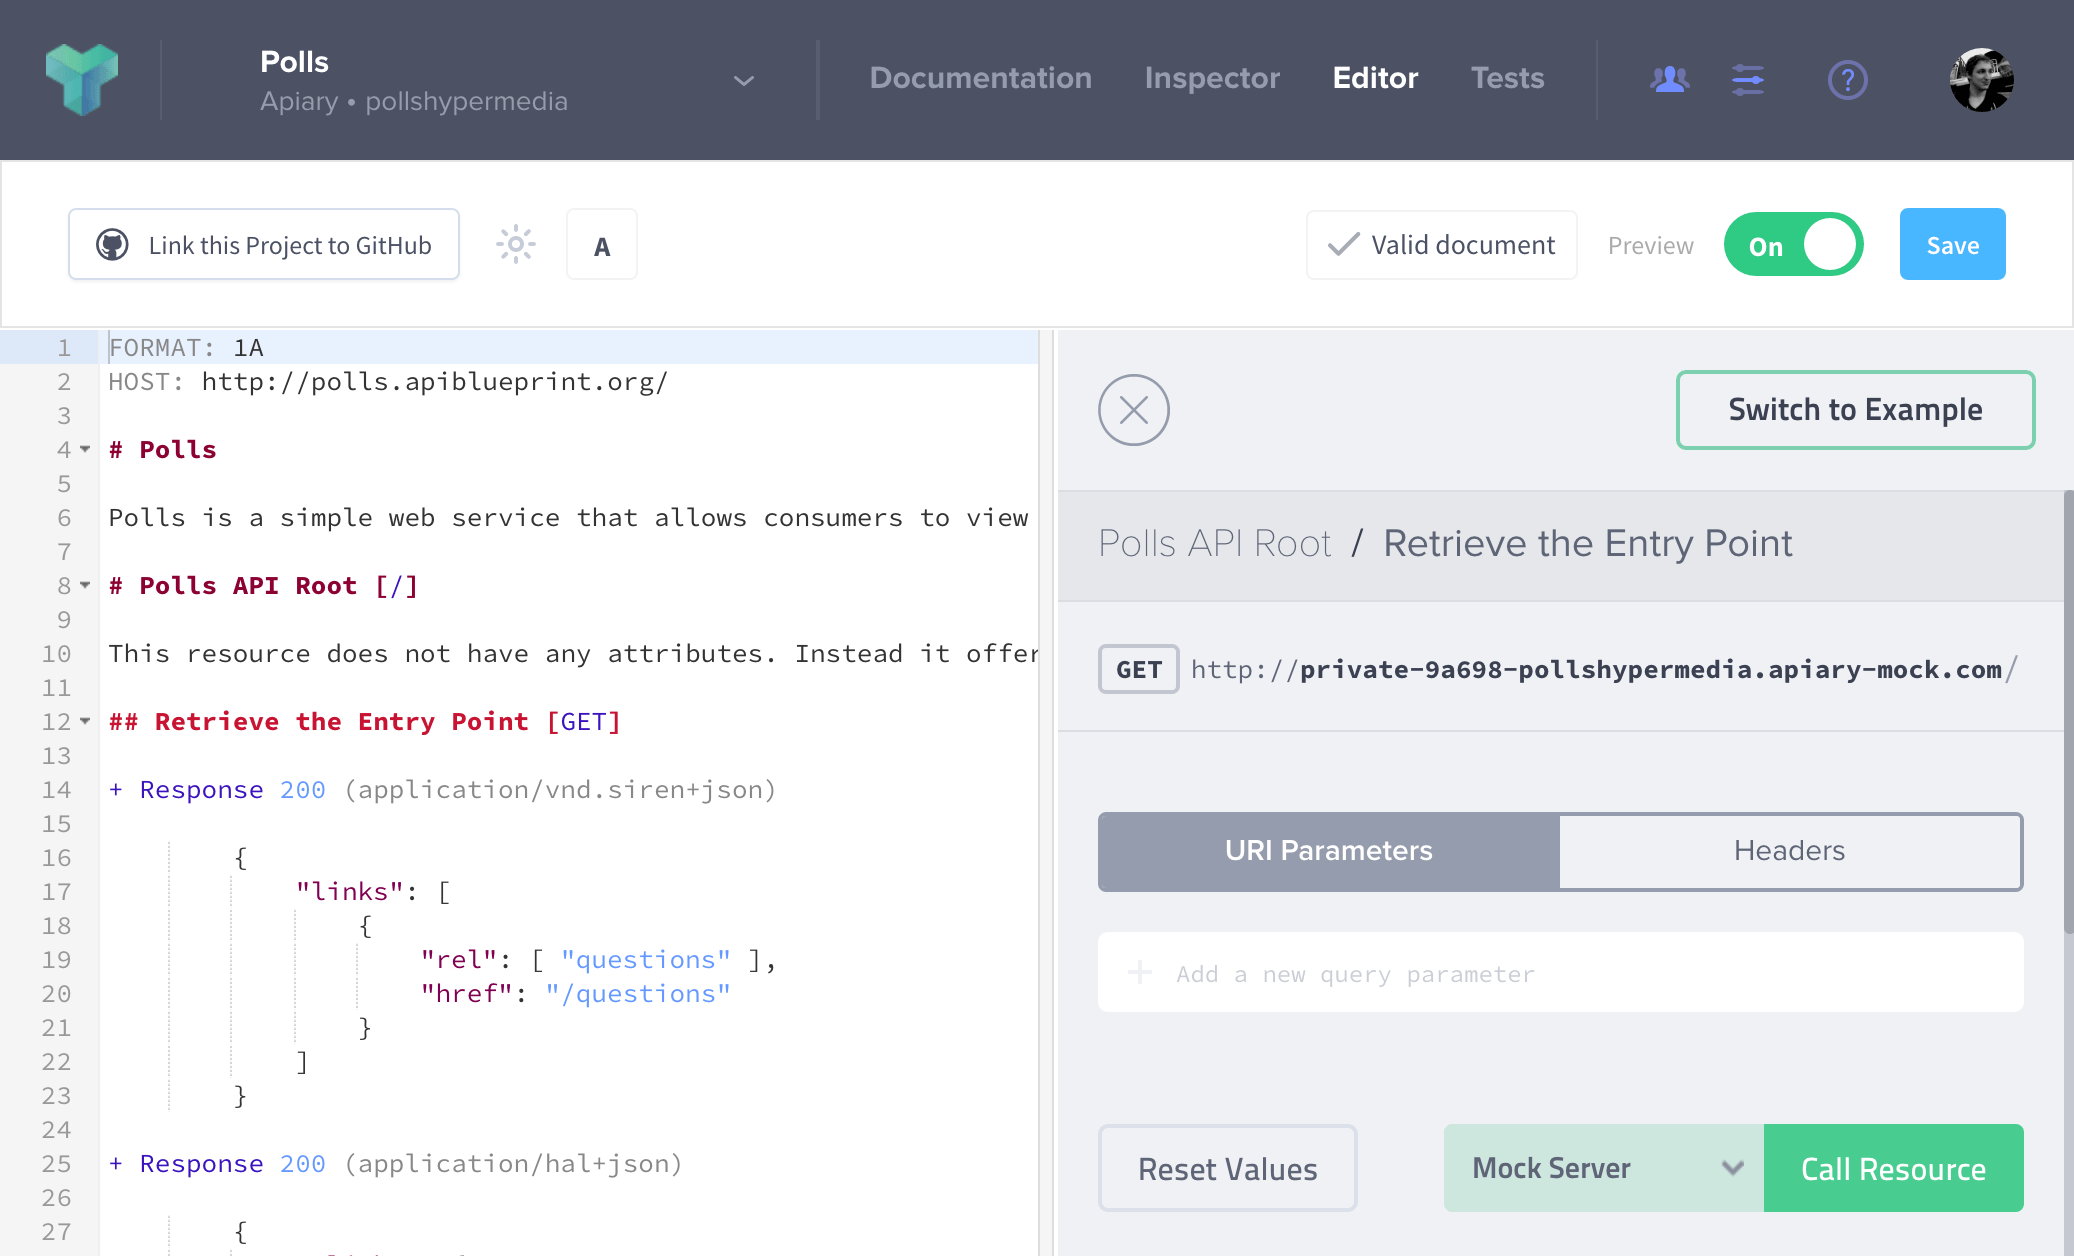 Polls
Apiary • pollshypermedia
Documentation
Inspector
Editor
Tests
?
Link this Project to GitHub
A
Valid document
Preview
On
Save
1 FORMAT: 1A
2 HOST: http://polls.apiblueprint.org/
3
4 # Polls
5
6 Polls is a simple web service that allows consumers to view
7
8 # Polls API Root [/]
9
10 This resource does not have any attributes. Instead it offer
11
12 ## Retrieve the Entry Point [GET]
13
14 + Response 200 (application/vnd.siren+json)
15
16 {
17 "links": [
18 {
19 "rel": [ "questions" ],
20 "href": "/questions"
21 }
22 ]
23 }
24
25 + Response 200 (application/hal+json)
26
27 {
Switch to Example
Polls API Root / Retrieve the Entry Point
GET http://private-9a698-pollshypermedia.apiary-mock.com/
URI Parameters
Headers
+ Add a new query parameter
Reset Values
Mock Server
Call Resource